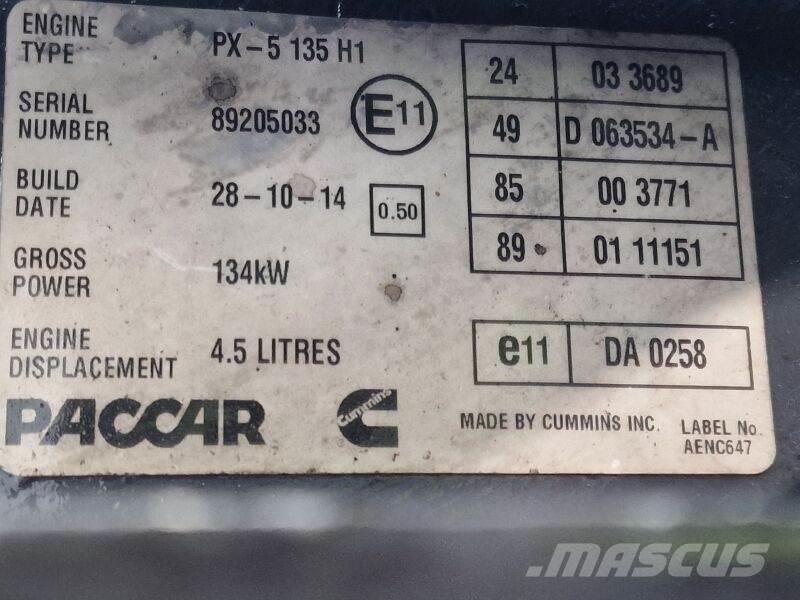 ENGINE TYPE PX-5 135 H1
SERIAL NUMBER 89205033
E11
BUILD DATE 28-10-14
0.50
GROSS POWER 134kW
ENGINE DISPLACEMENT 4.5 LITRES
24 03 3689
49 D 063534-A
85 00 3771
89 01 11151
e11 DA 0258
PACCAR
Cummins
MADE BY CUMMINS INC.
LABEL No.
AENC647
MASCUS